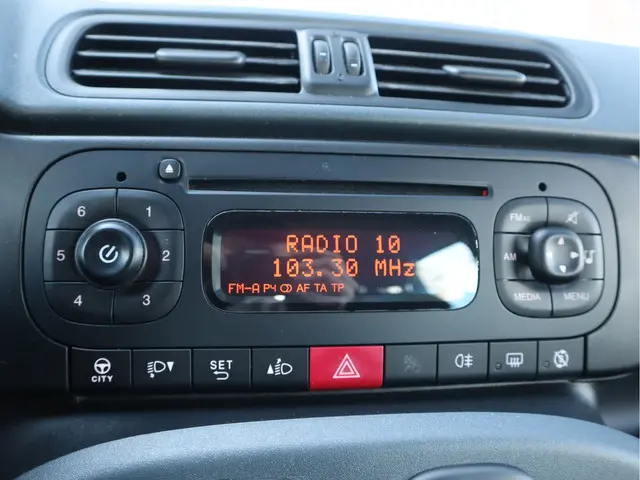 6
1
5
2
4
3
RADIO 10
103.30 MHz
FM-A P4 AF TA TP
FM AS
AM
MEDIA
MENU
CITY
SET